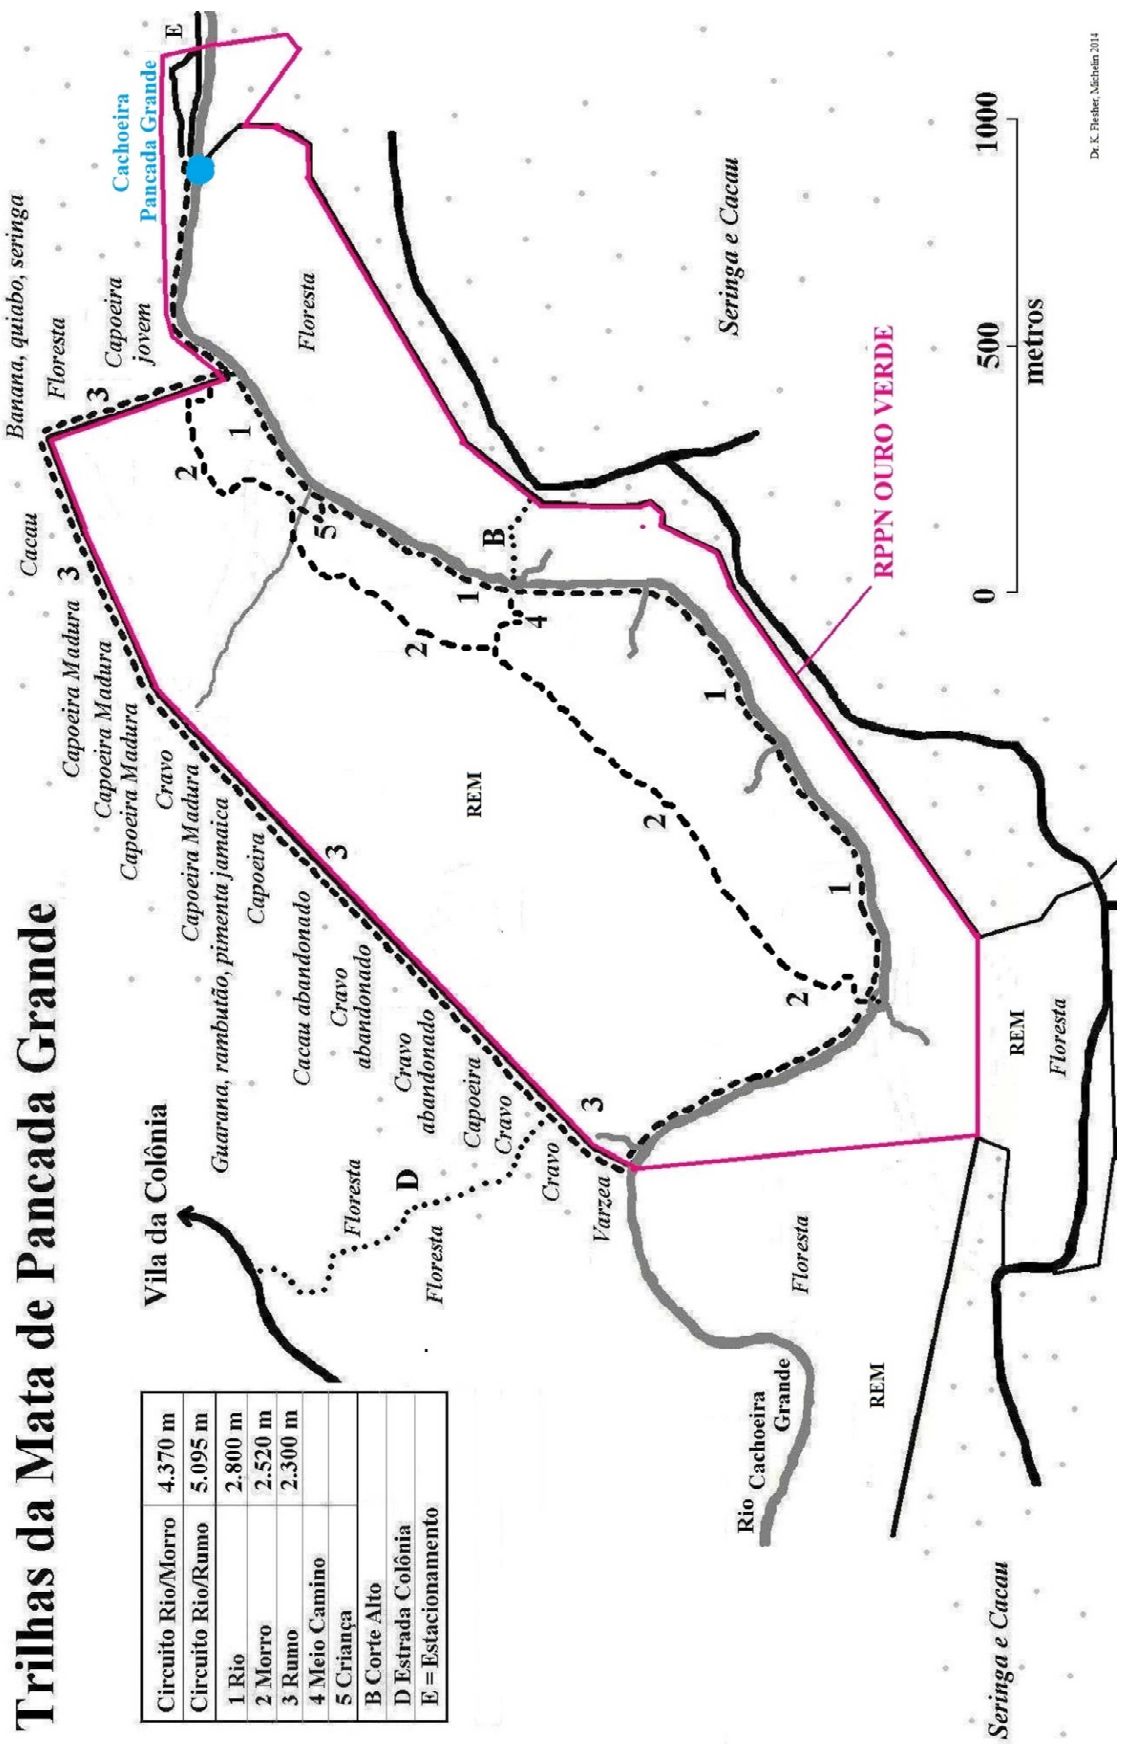 Trilhas da Mata de Pancada Grande
Circuito Rio/Morro 4.370 m
Circuito Rio/Rumo 5.095 m
1 Rio 2.800 m
2 Morro 2.520 m
3 Rumo 2.300 m
4 Meio Camino
5 Criança
B Corte Alto
D Estrada Colônia
E = Estacionamento
Vila da Colônia
Banana, quiabo, seringa
Cacau
Floresta
3
Capoeira
jovem
Cachoeira
Pancada Grande
E
3
Capoeira Madura
Capoeira Madura
Capoeira Madura
Cravo
Capoeira Madura
Guarana, rambutão, pimenta jamaica
Capoeira
Cacau abandonado
Cravo
abandonado
Cravo
abandonado
Capoeira
Cravo
Cravo
Varzea
3
3
Floresta
D
Floresta
2
1
5
Floresta
2
1
B
4
REM
2
1
2
1
2
Seringa e Cacau
RPPN OURO VERDE
Rio Cachoeira
Grande
Floresta
REM
REM
Floresta
Seringa e Cacau
0 500 1000
metros
Dr. K. Flesher, Michelin 2014